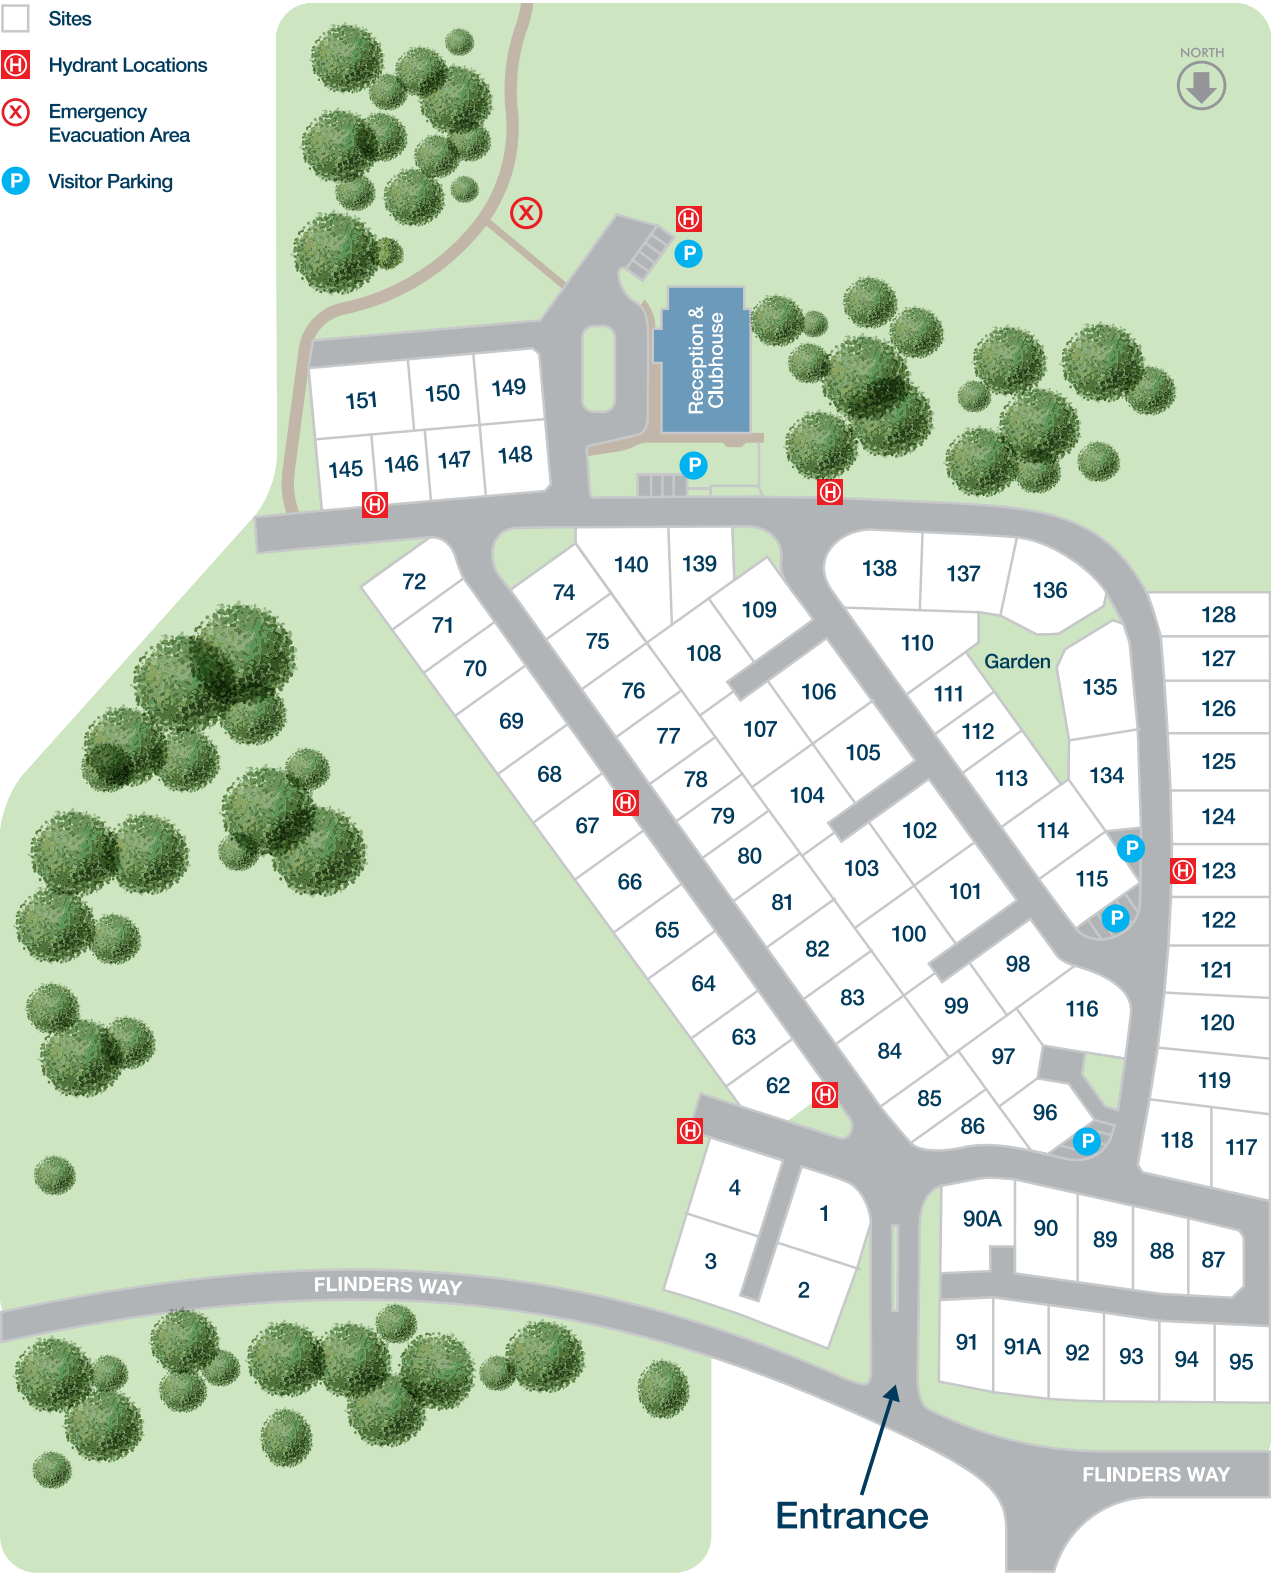 Sites
H
Hydrant Locations
X
Emergency
Evacuation Area
P
Visitor Parking
NORTH
X
H
P
Reception &
Clubhouse
151
150
149
145
146
147
148
H
P
H
72
71
70
69
68
67
H
66
65
64
63
62
H
H
74
75
76
77
78
79
80
81
82
83
84
85
86
140
139
109
108
106
107
105
104
102
103
101
100
98
99
97
96
P
116
138
137
136
110
Garden
111
112
113
114
115
135
134
P
P
128
127
126
125
124
H
123
122
121
120
119
118
117
4
1
3
2
90A
90
89
88
87
91
91A
92
93
94
95
FLINDERS WAY
FLINDERS WAY
Entrance